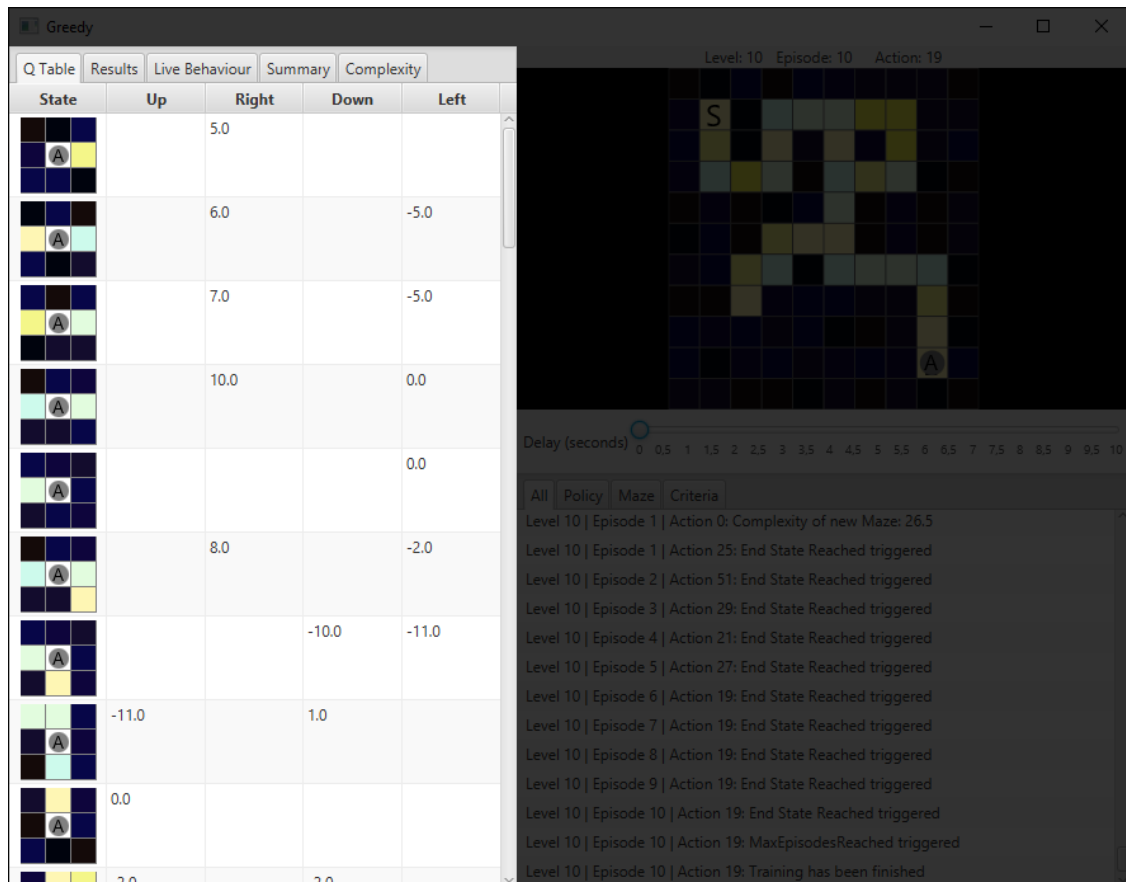 Greedy
Q Table Results Live Behaviour Summary Complexity
State Up Right Down Left
A 5.0
A 6.0 -5.0
A 7.0 -5.0
A 10.0 0.0
A 0.0
A 8.0 -2.0
A -10.0 -11.0
A -11.0 1.0
A 0.0
Level: 10 Episode: 10 Action: 19
S
A
Delay (seconds) 0 0,5 1 1,5 2 2,5 3 3,5 4 4,5 5 5,5 6 6,5 7 7,5 8 8,5 9 9,5 10
All Policy Maze Criteria
Level 10 | Episode 1 | Action 0: Complexity of new Maze: 26.5
Level 10 | Episode 1 | Action 25: End State Reached triggered
Level 10 | Episode 2 | Action 51: End State Reached triggered
Level 10 | Episode 3 | Action 29: End State Reached triggered
Level 10 | Episode 4 | Action 21: End State Reached triggered
Level 10 | Episode 5 | Action 27: End State Reached triggered
Level 10 | Episode 6 | Action 19: End State Reached triggered
Level 10 | Episode 7 | Action 19: End State Reached triggered
Level 10 | Episode 8 | Action 19: End State Reached triggered
Level 10 | Episode 9 | Action 19: End State Reached triggered
Level 10 | Episode 10 | Action 19: End State Reached triggered
Level 10 | Episode 10 | Action 19: MaxEpisodesReached triggered
Level 10 | Episode 10 | Action 19: Training has been finished